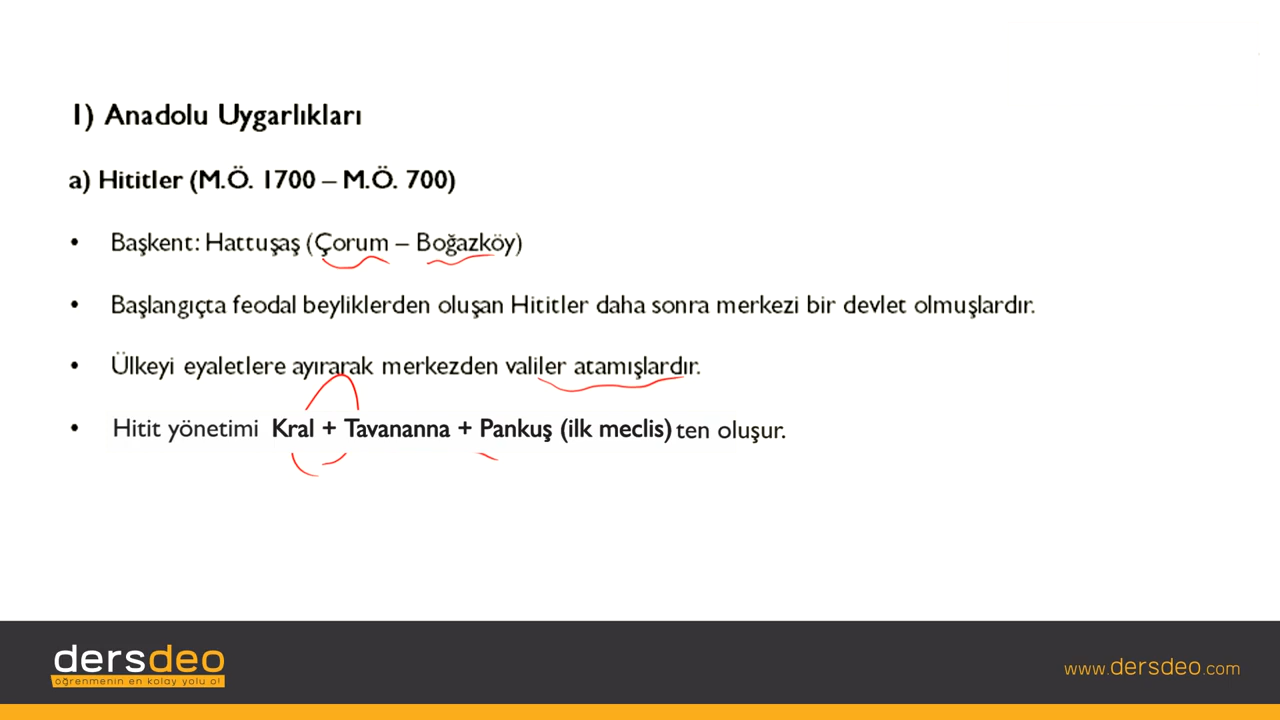 1) Anadolu Uygarlıkları
a) Hititler (M.Ö. 1700 – M.Ö. 700)
• Başkent: Hattuşaş (Çorum – Boğazköy)
• Başlangıçta feodal beyliklerden oluşan Hititler daha sonra merkezi bir devlet olmuşlardır.
• Ülkeyi eyaletlere ayırarak merkezden valiler atamışlardır.
• Hitit yönetimi Kral + Tavananna + Pankuş (ilk meclis) ten oluşur.
dersdeo
öğrenmenin en kolay yolu o!
www.dersdeo.com